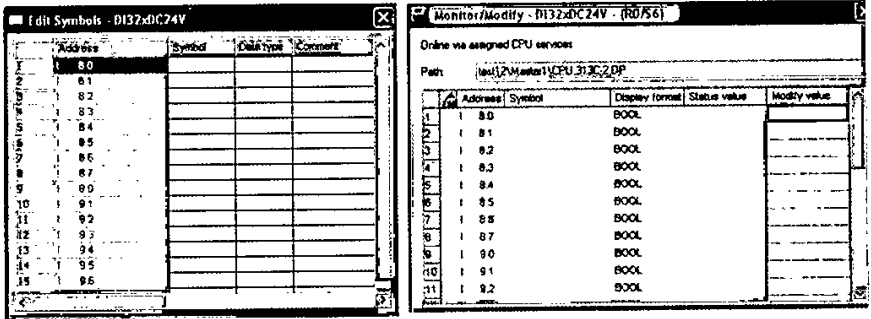 Edit Symbols - DI32xDC24V
Address Symbol Data type Comment
1 I 8.0
2 I 8.1
3 I 8.2
4 I 8.3
5 I 8.4
6 I 8.5
7 I 8.6
8 I 8.7
9 I 9.0
10 I 9.1
11 I 9.2
12 I 9.3
13 I 9.4
14 I 9.5
15 I 9.6
Monitor/Modify - DI32xDC24V - (R0/S6)
Online via assigned CPU services
Path:
Address Symbol Display format Status value Modify value
1 I 8.0 BOOL
2 I 8.1 BOOL
3 I 8.2 BOOL
4 I 8.3 BOOL
5 I 8.4 BOOL
6 I 8.5 BOOL
7 I 8.6 BOOL
8 I 8.7 BOOL
9 I 9.0 BOOL
10 I 9.1 BOOL
11 I 9.2 BOOL